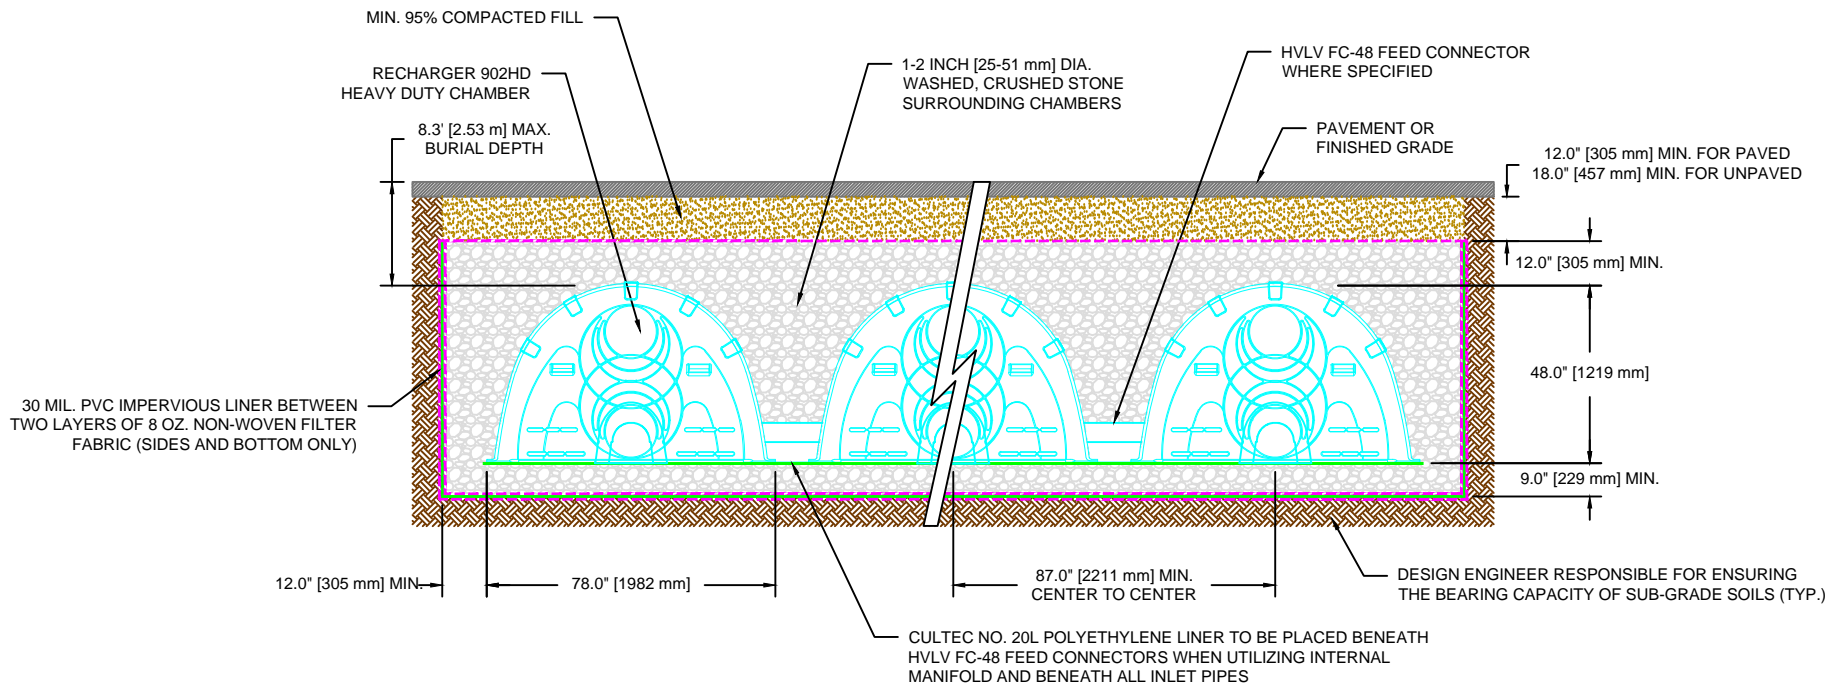 MIN. 95% COMPACTED FILL
RECHARGER 902HD
HEAVY DUTY CHAMBER
8.3' [2.53 m] MAX.
BURIAL DEPTH
1-2 INCH [25-51 mm] DIA.
WASHED, CRUSHED STONE
SURROUNDING CHAMBERS
HVLV FC-48 FEED CONNECTOR
WHERE SPECIFIED
PAVEMENT OR
FINISHED GRADE
12.0" [305 mm] MIN. FOR PAVED
18.0" [457 mm] MIN. FOR UNPAVED
12.0" [305 mm] MIN.
48.0" [1219 mm]
9.0" [229 mm] MIN.
30 MIL. PVC IMPERVIOUS LINER BETWEEN
TWO LAYERS OF 8 OZ. NON-WOVEN FILTER
FABRIC (SIDES AND BOTTOM ONLY)
12.0" [305 mm] MIN.
78.0" [1982 mm]
87.0" [2211 mm] MIN.
CENTER TO CENTER
DESIGN ENGINEER RESPONSIBLE FOR ENSURING
THE BEARING CAPACITY OF SUB-GRADE SOILS (TYP.)
CULTEC NO. 20L POLYETHYLENE LINER TO BE PLACED BENEATH
HVLV FC-48 FEED CONNECTORS WHEN UTILIZING INTERNAL
MANIFOLD AND BENEATH ALL INLET PIPES